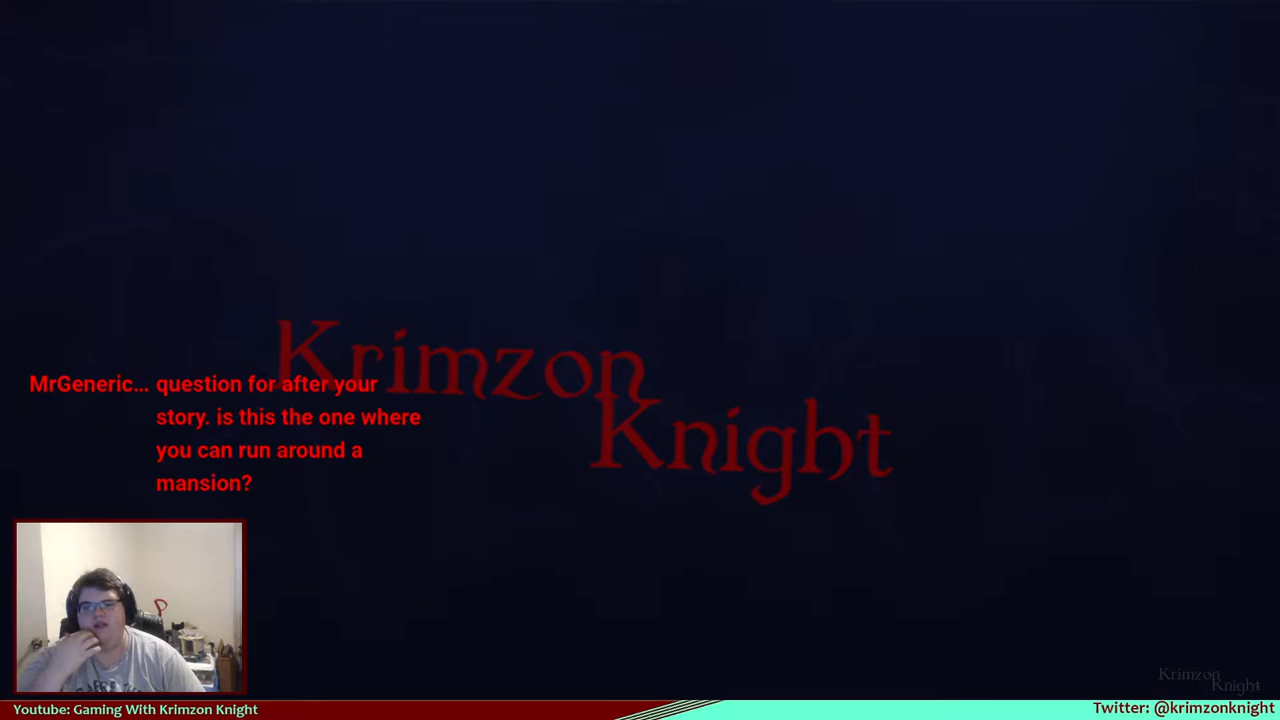 Krimzon
Knight
MrGeneric... question for after your
story. is this the one where
you can run around a
mansion?
Krimzon
Knight
Youtube: Gaming With Krimzon Knight
Twitter: @krimzonknight